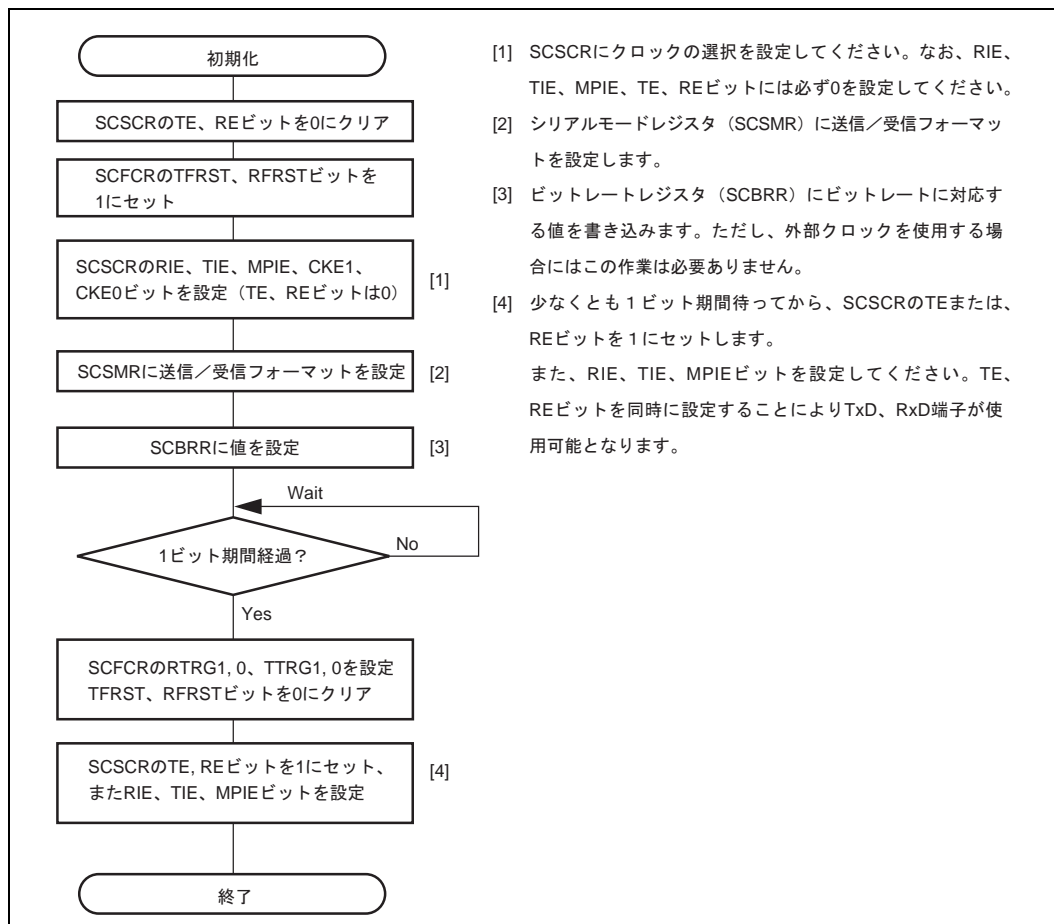 初期化
SCSCRのTE、REビットを0にクリア
SCFCRのTFRST、RFRSTビットを
1にセット
SCSCRのRIE、TIE、MPIE、CKE1、
CKE0ビットを設定（TE、REビットは0）
[1]
SCSMRに送信／受信フォーマットを設定
[2]
SCBRRに値を設定
[3]
Wait
1ビット期間経過？
No
Yes
SCFCRのRTRG1, 0、TTRG1, 0を設定
TFRST、RFRSTビットを0にクリア
SCSCRのTE, REビットを1にセット、
またRIE、TIE、MPIEビットを設定
[4]
終了
[1] SCSCRにクロックの選択を設定してください。なお、RIE、
TIE、MPIE、TE、REビットには必ず0を設定してください。
[2] シリアルモードレジスタ（SCSMR）に送信／受信フォーマッ
トを設定します。
[3] ビットレートレジスタ（SCBRR）にビットレートに対応す
る値を書き込みます。ただし、外部クロックを使用する場
合にはこの作業は必要ありません。
[4] 少なくとも１ビット期間待ってから、SCSCRのTEまたは、
REビットを１にセットします。
また、RIE、TIE、MPIEビットを設定してください。TE、
REビットを同時に設定することによりTxD、RxD端子が使
用可能となります。